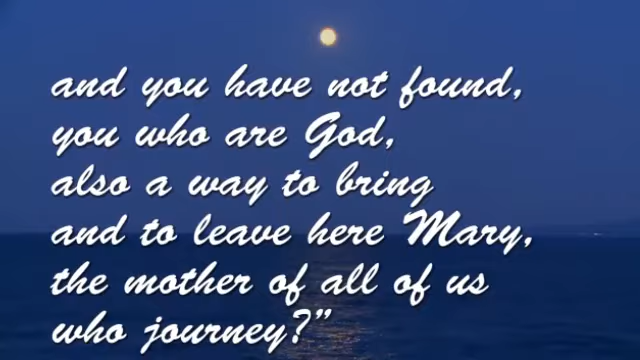 and you have not found,
you who are God,
also a way to bring
and to leave here Mary,
the mother of all of us
who journey?”